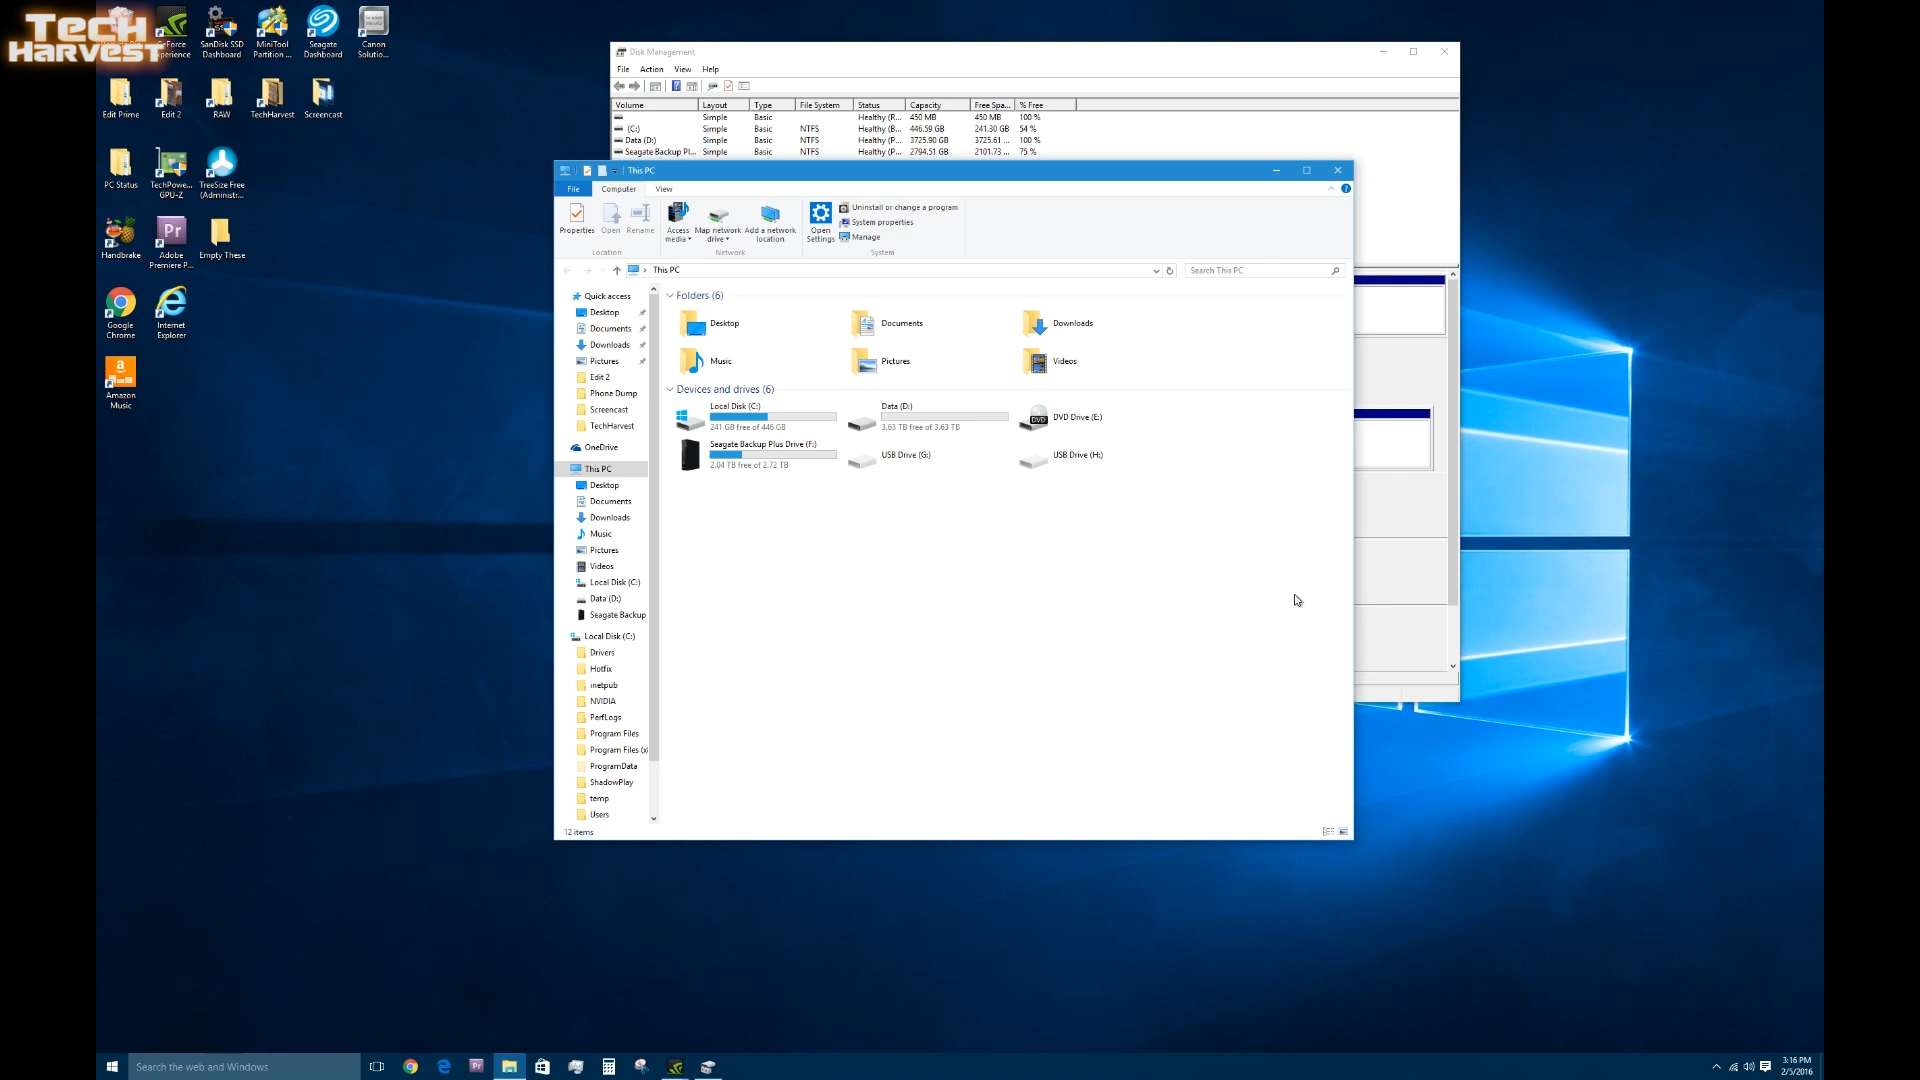 TECH
HARVEST
SanDisk SSD
Dashboard
MiniTool
Partition ...
Seagate
Dashboard
Canon
Solutio...
Edit Prime
Edit 2
RAW
TechHarvest
Screencast
PC Status
TechPowe...
GPU-Z
TreeSize Free
(Administr...
Handbrake
Adobe
Premiere P...
Empty These
Google
Chrome
Internet
Explorer
Amazon
Music
Disk Management
File Action View Help
Volume Layout Type File System Status Capacity Free Spa... % Free
Simple Basic Healthy (R... 450 MB 450 MB 100 %
(C:) Simple Basic NTFS Healthy (B... 446.59 GB 241.30 GB 54 %
Data (D:) Simple Basic NTFS Healthy (P... 3725.90 GB 3725.61 ... 100 %
Seagate Backup Pl... Simple Basic NTFS Healthy (P... 2794.51 GB 2101.73 ... 75 %
This PC
File Computer View
Properties
Open
Rename
Access
media
Map network
drive
Add a network
location
Open
Settings
Uninstall or change a program
System properties
Manage
Location Network System
This PC
Search This PC
Quick access
Desktop
Documents
Downloads
Pictures
Edit 2
Phone Dump
Screencast
TechHarvest
OneDrive
This PC
Desktop
Documents
Downloads
Music
Pictures
Videos
Local Disk (C:)
Data (D:)
Seagate Backup
Local Disk (C:)
Drivers
Hotfix
inetpub
NVIDIA
PerfLogs
Program Files
Program Files (x
ProgramData
ShadowPlay
temp
Users
Folders (6)
Desktop
Documents
Downloads
Music
Pictures
Videos
Devices and drives (6)
Local Disk (C:)
241 GB free of 446 GB
Data (D:)
3.63 TB free of 3.63 TB
DVD
DVD Drive (E:)
Seagate Backup Plus Drive (F:)
2.04 TB free of 2.72 TB
USB Drive (G:)
USB Drive (H:)
12 items
Search the web and Windows
Pr
3:16 PM
2/5/2016